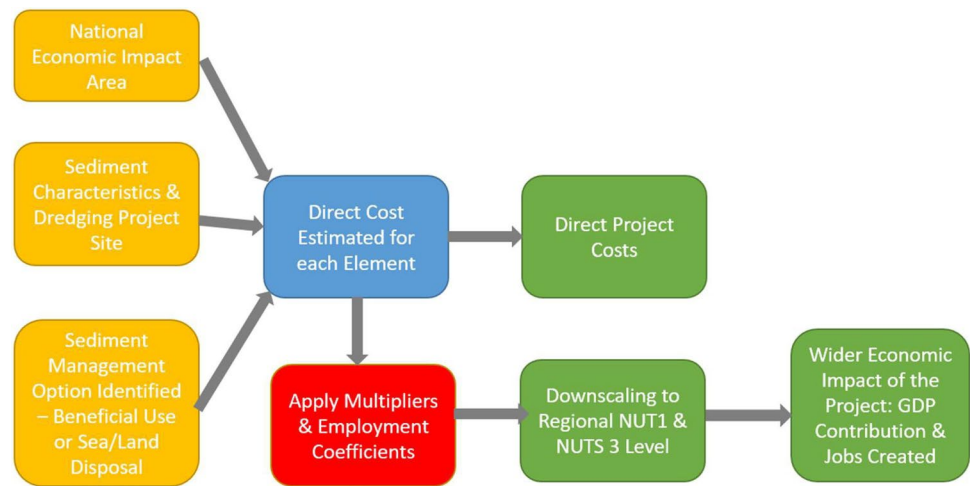 National
Economic Impact
Area
Sediment
Characteristics &
Dredging Project
Site
Sediment
Management
Option Identified
– Beneficial Use
or Sea/Land
Disposal
Direct Cost
Estimated for
each Element
Direct Project
Costs
Apply Multipliers
& Employment
Coefficients
Downscaling to
Regional NUT1 &
NUTS 3 Level
Wider Economic
Impact of the
Project: GDP
Contribution &
Jobs Created